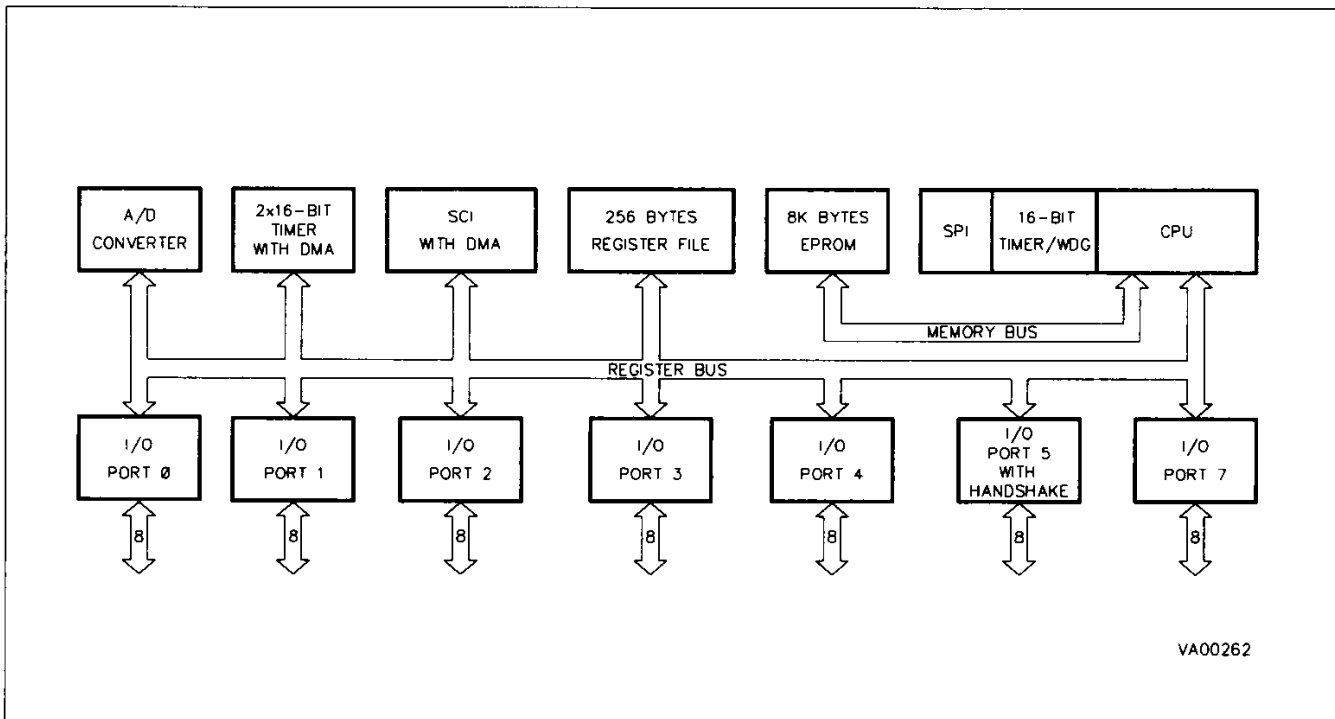 A/D
CONVERTER
2x16-BIT
TIMER
WITH DMA
SCI
WITH DMA
256 BYTES
REGISTER FILE
8K BYTES
EPROM
SPI
16-BIT
TIMER/WDG
CPU
MEMORY BUS
REGISTER BUS
I/O
PORT 0
I/O
PORT 1
I/O
PORT 2
I/O
PORT 3
I/O
PORT 4
I/O
PORT 5
WITH
HANDSHAKE
I/O
PORT 7
8
8
8
8
8
8
8
VA00262